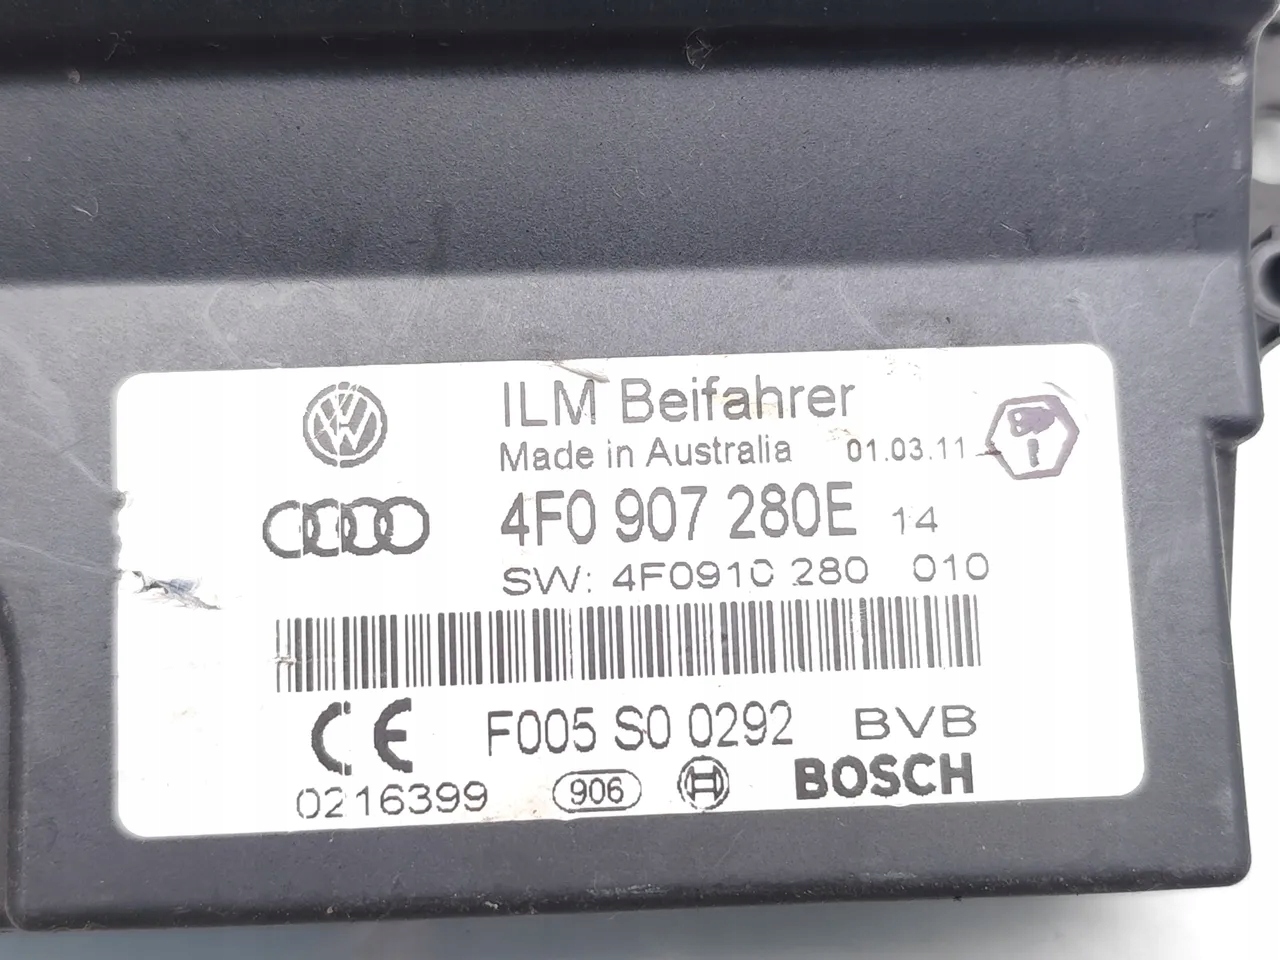 ILM Beifahrer
Made in Australia 01.03.11
4F0 907 280E 14
SW: 4F0910 280 010
F005 S0 0292 BVB
0216399 906 BOSCH